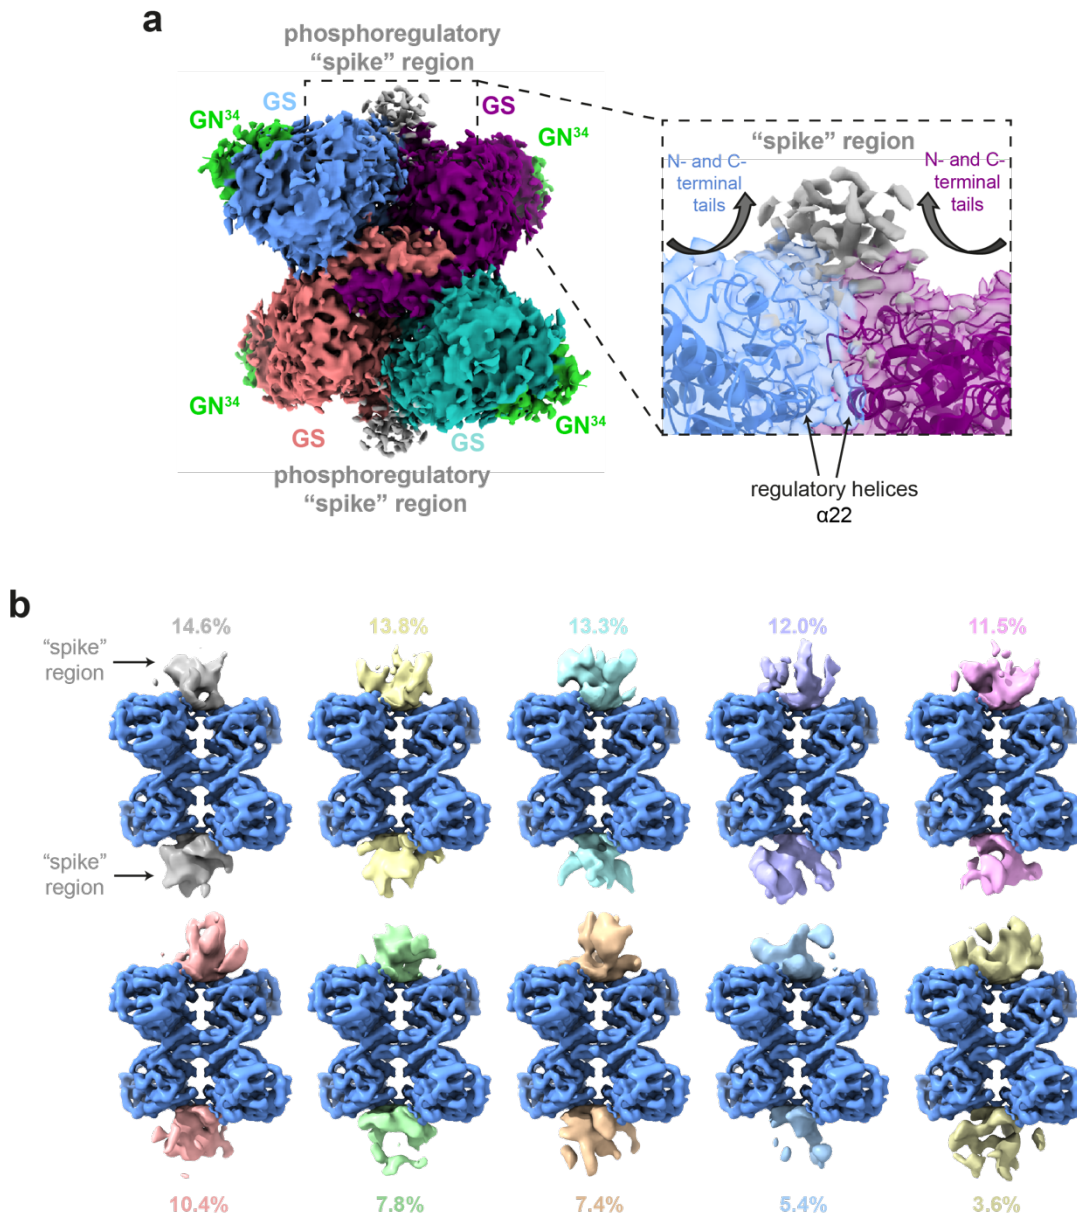 a
phosphoregulatory
“spike” region
GS
GS
GN³⁴
GN³⁴
GN³⁴
GN³⁴
GS
GS
phosphoregulatory
“spike” region
“spike” region
N- and C-
terminal
tails
N- and C-
terminal
tails
regulatory helices
α22
b
“spike”
region
14.6%
13.8%
13.3%
12.0%
11.5%
“spike”
region
10.4%
7.8%
7.4%
5.4%
3.6%